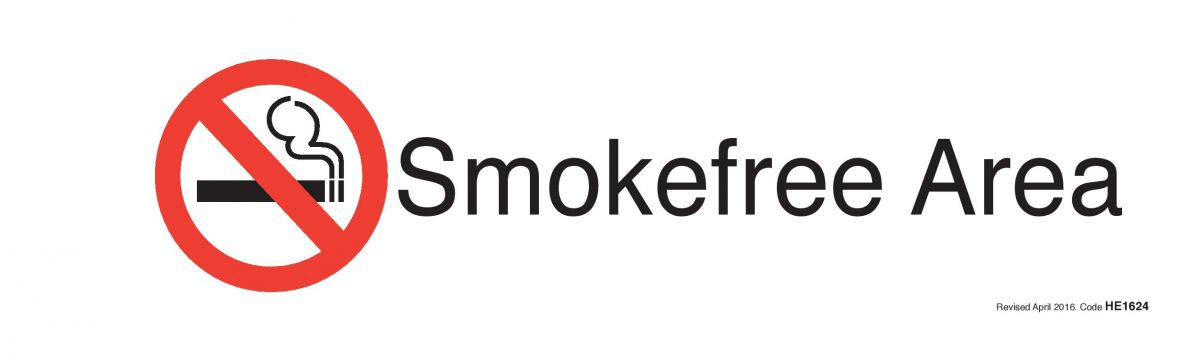 Smokefree Area
Revised April 2016. Code HE1624